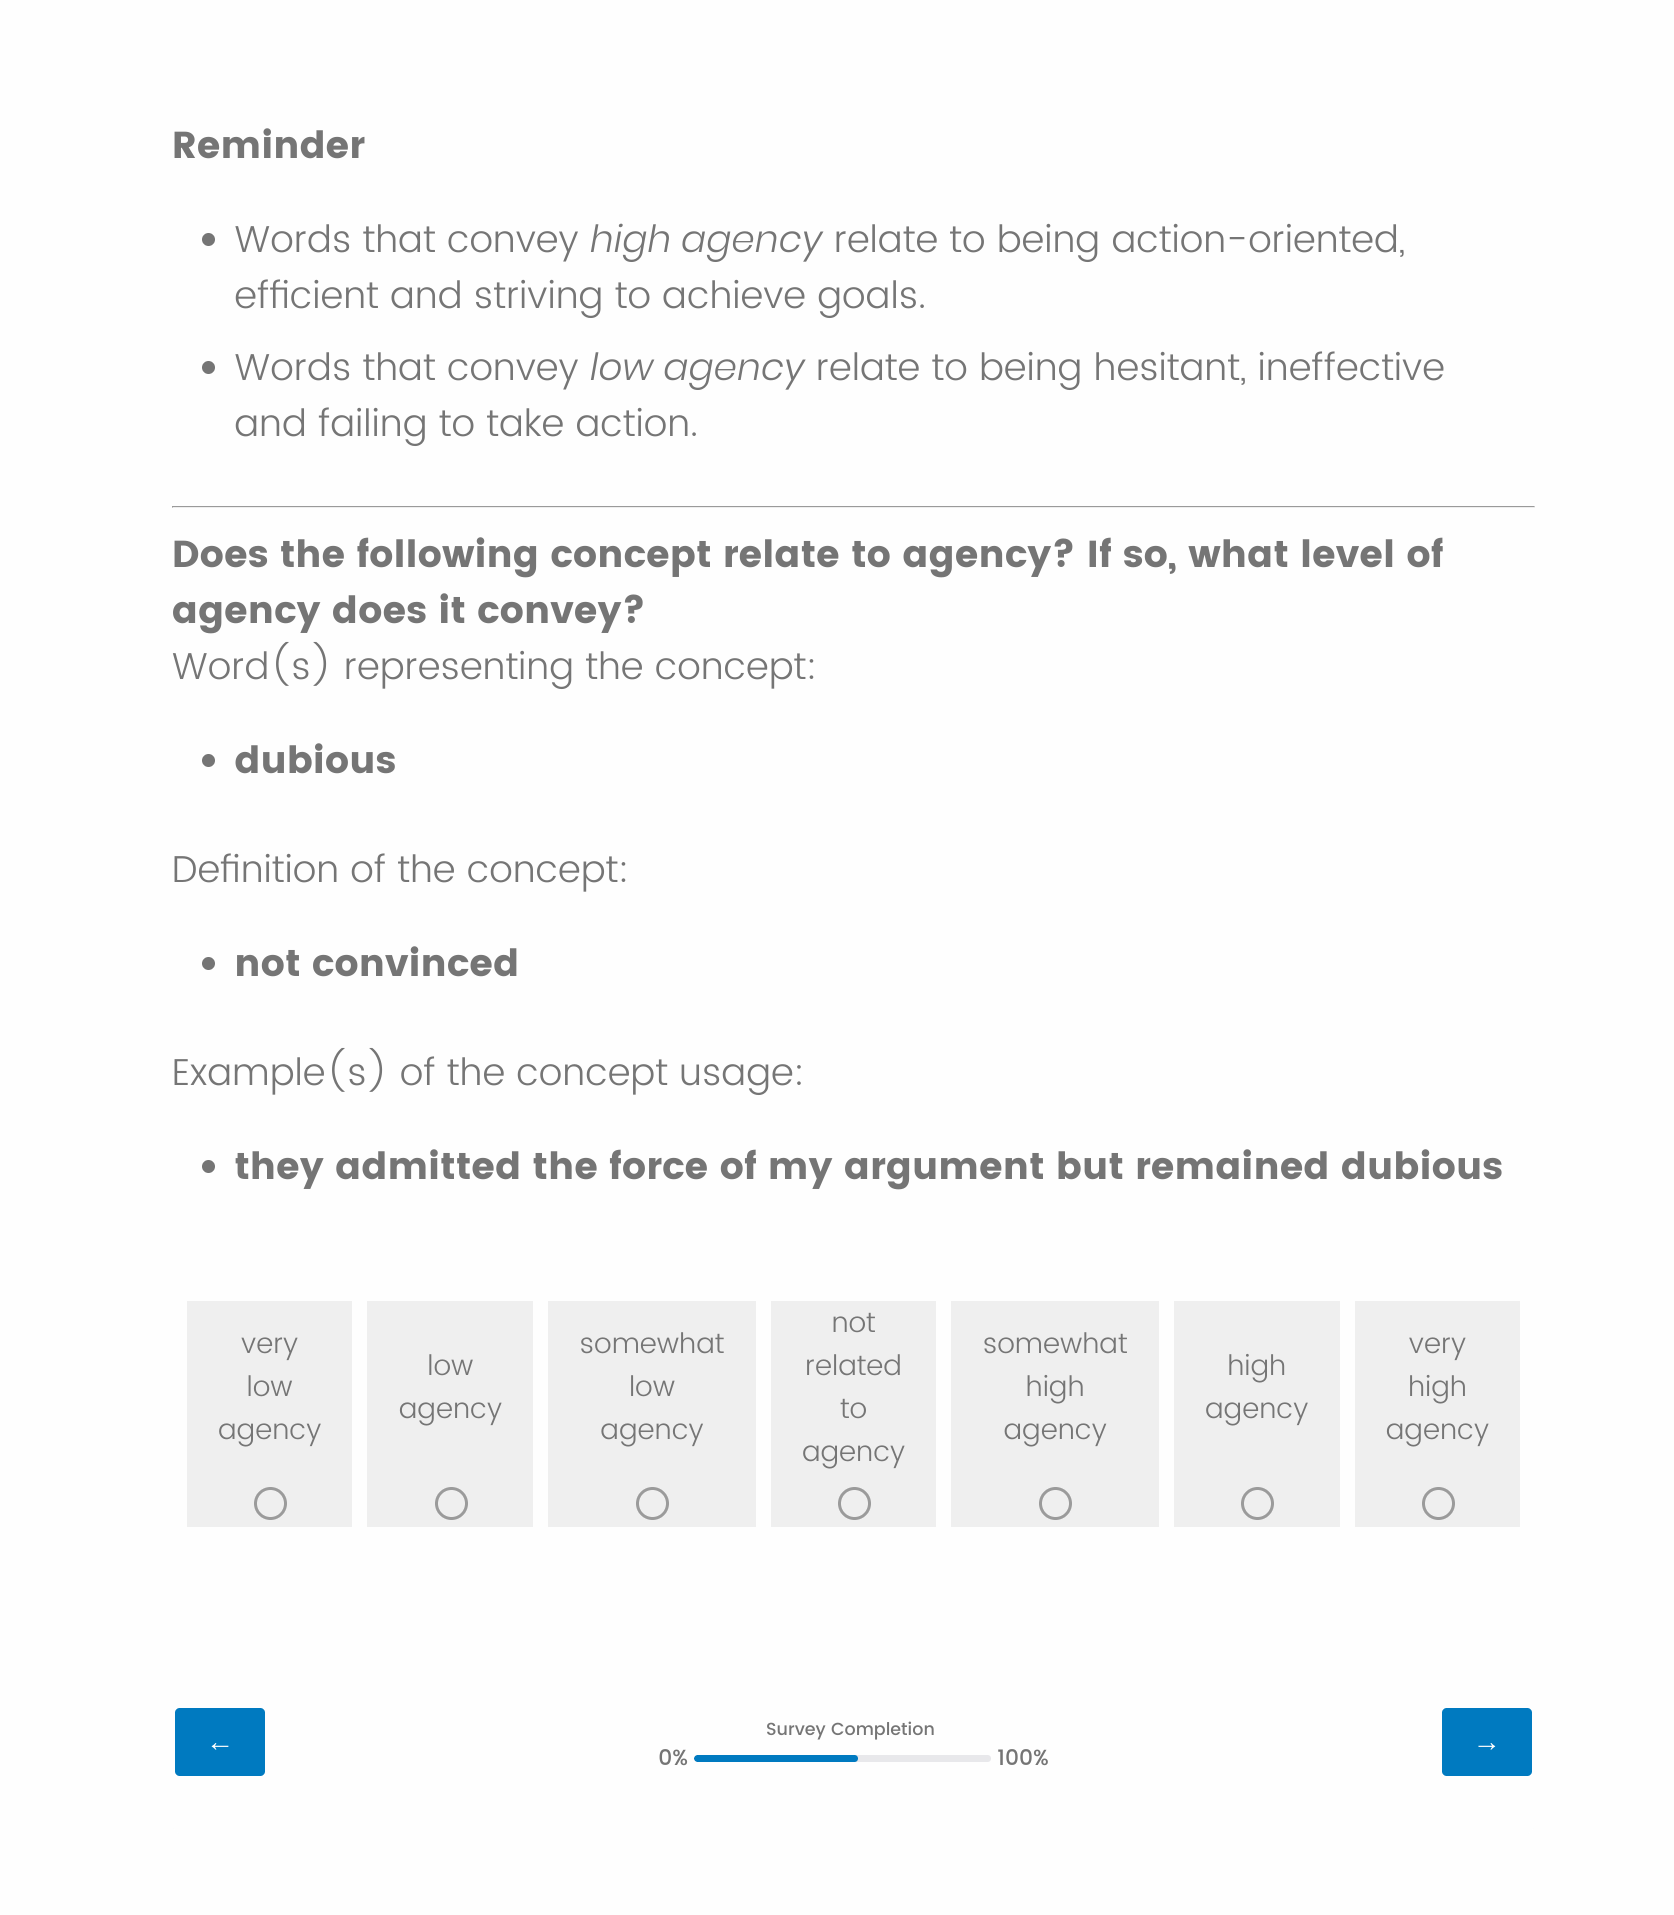 Reminder
• Words that convey high agency relate to being action-oriented,
efficient and striving to achieve goals.
• Words that convey low agency relate to being hesitant, ineffective
and failing to take action.
Does the following concept relate to agency? If so, what level of
agency does it convey?
Word(s) representing the concept:
• dubious
Definition of the concept:
• not convinced
Example(s) of the concept usage:
• they admitted the force of my argument but remained dubious
very
low
agency
low
agency
somewhat
low
agency
not
related
to
agency
somewhat
high
agency
high
agency
very
high
agency
←
Survey Completion
0% 100%
→